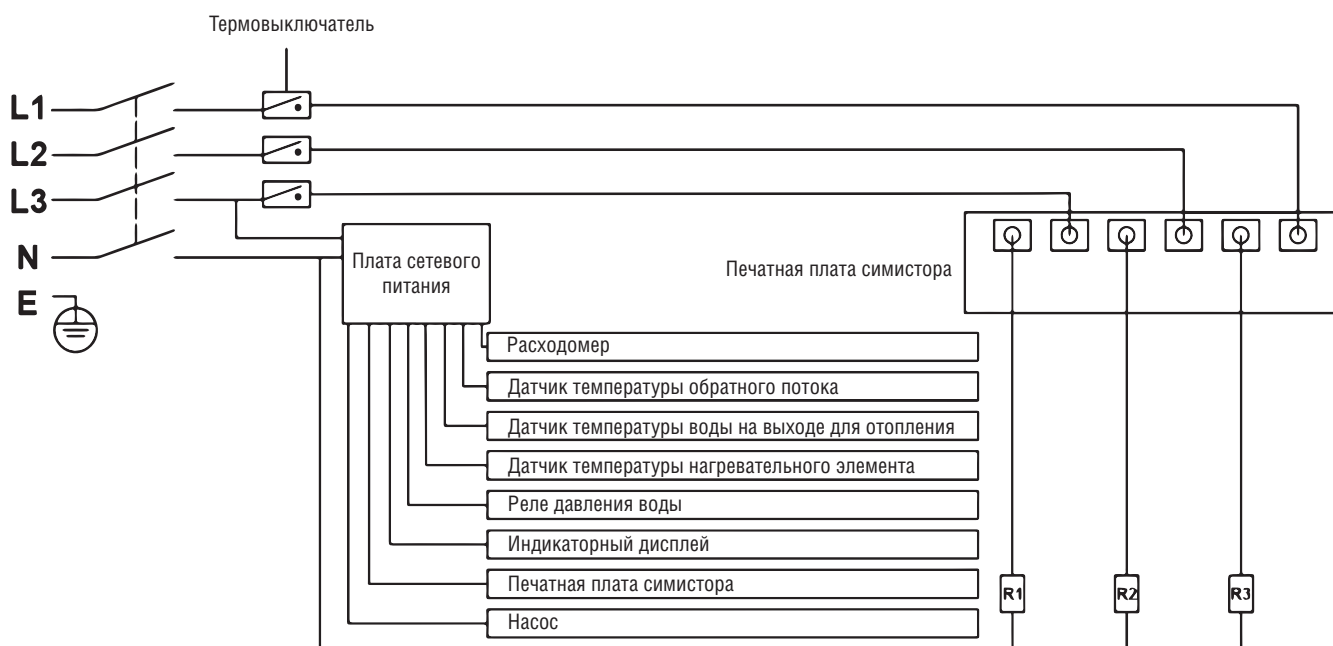 Термовыключатель
L1
L2
L3
N
E
Плата сетевого
питания
Печатная плата симистора
Расходомер
Датчик температуры обратного потока
Датчик температуры воды на выходе для отопления
Датчик температуры нагревательного элемента
Реле давления воды
Индикаторный дисплей
Печатная плата симистора
Насос
R1
R2
R3